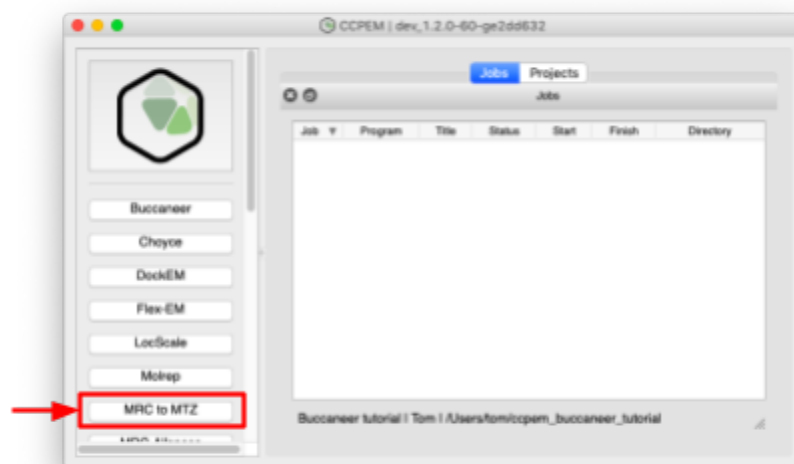 CCPEM | dev_1.2.0-60-ge2dd632
Jobs Projects
Jobs
Job Program Title Status Start Finish Directory
Buccaneer
Choyce
DockEM
Flex-EM
LocScale
Molrep
MRC to MTZ
Buccaneer tutorial | Tom | /Users/tom/ccpem_buccaneer_tutorial